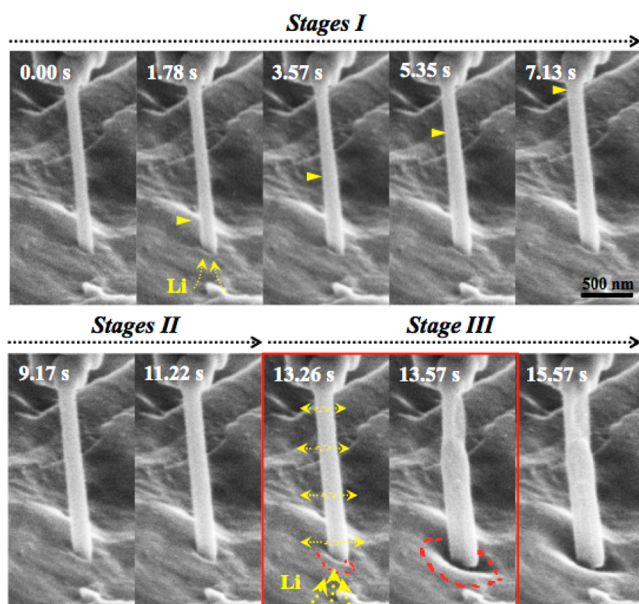 Stages I
0.00 s
1.78 s
3.57 s
5.35 s
7.13 s
Li
500 nm
Stages II
Stage III
9.17 s
11.22 s
13.26 s
13.57 s
15.57 s
Li